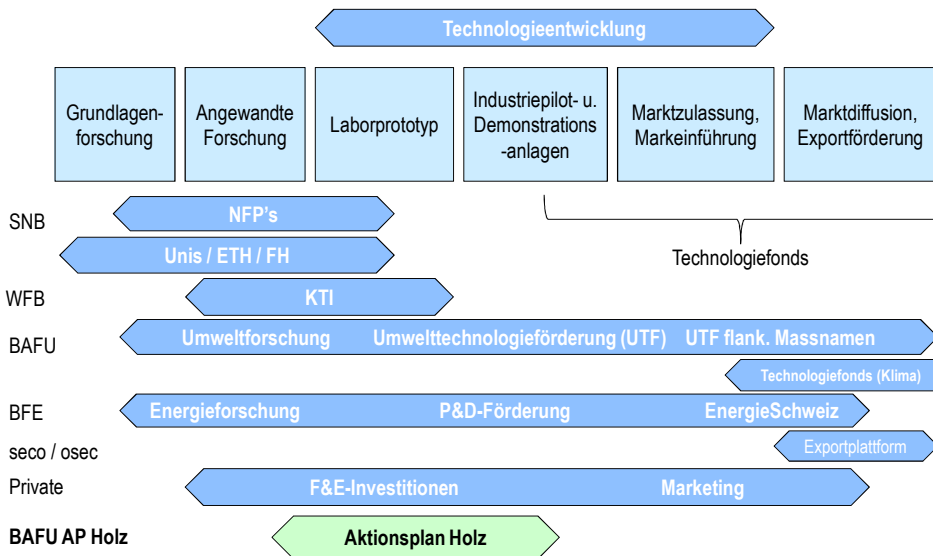 Technologieentwicklung
Grundlagen-
forschung
Angewandte
Forschung
Laborprototyp
Industriepilot- u.
Demonstrations
-anlagen
Marktzulassung,
Markeinführung
Marktdiffusion,
Exportförderung
SNB
NFP's
Unis / ETH / FH
Technologiefonds
WFB
KTI
BAFU
Umweltforschung
Umwelttechnologieförderung (UTF)
UTF flank. Massnamen
Technologiefonds (Klima)
BFE
Energieforschung
P&D-Förderung
EnergieSchweiz
seco / osec
Exportplattform
Private
F&E-Investitionen
Marketing
BAFU AP Holz
Aktionsplan Holz